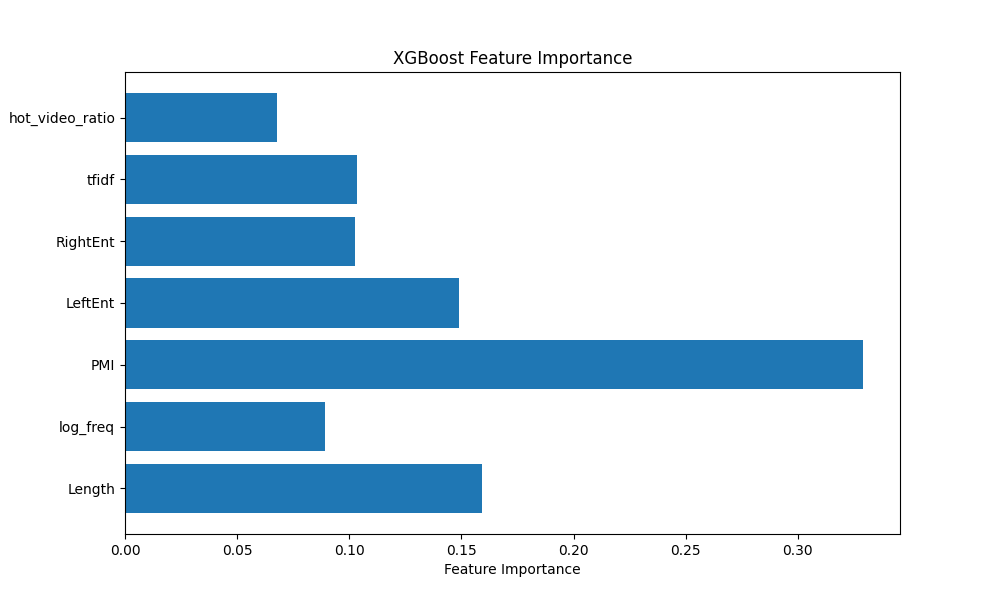 XGBoost Feature Importance
hot_video_ratio
tfidf
RightEnt
LeftEnt
PMI
log_freq
Length
0.00 0.05 0.10 0.15 0.20 0.25 0.30
Feature Importance